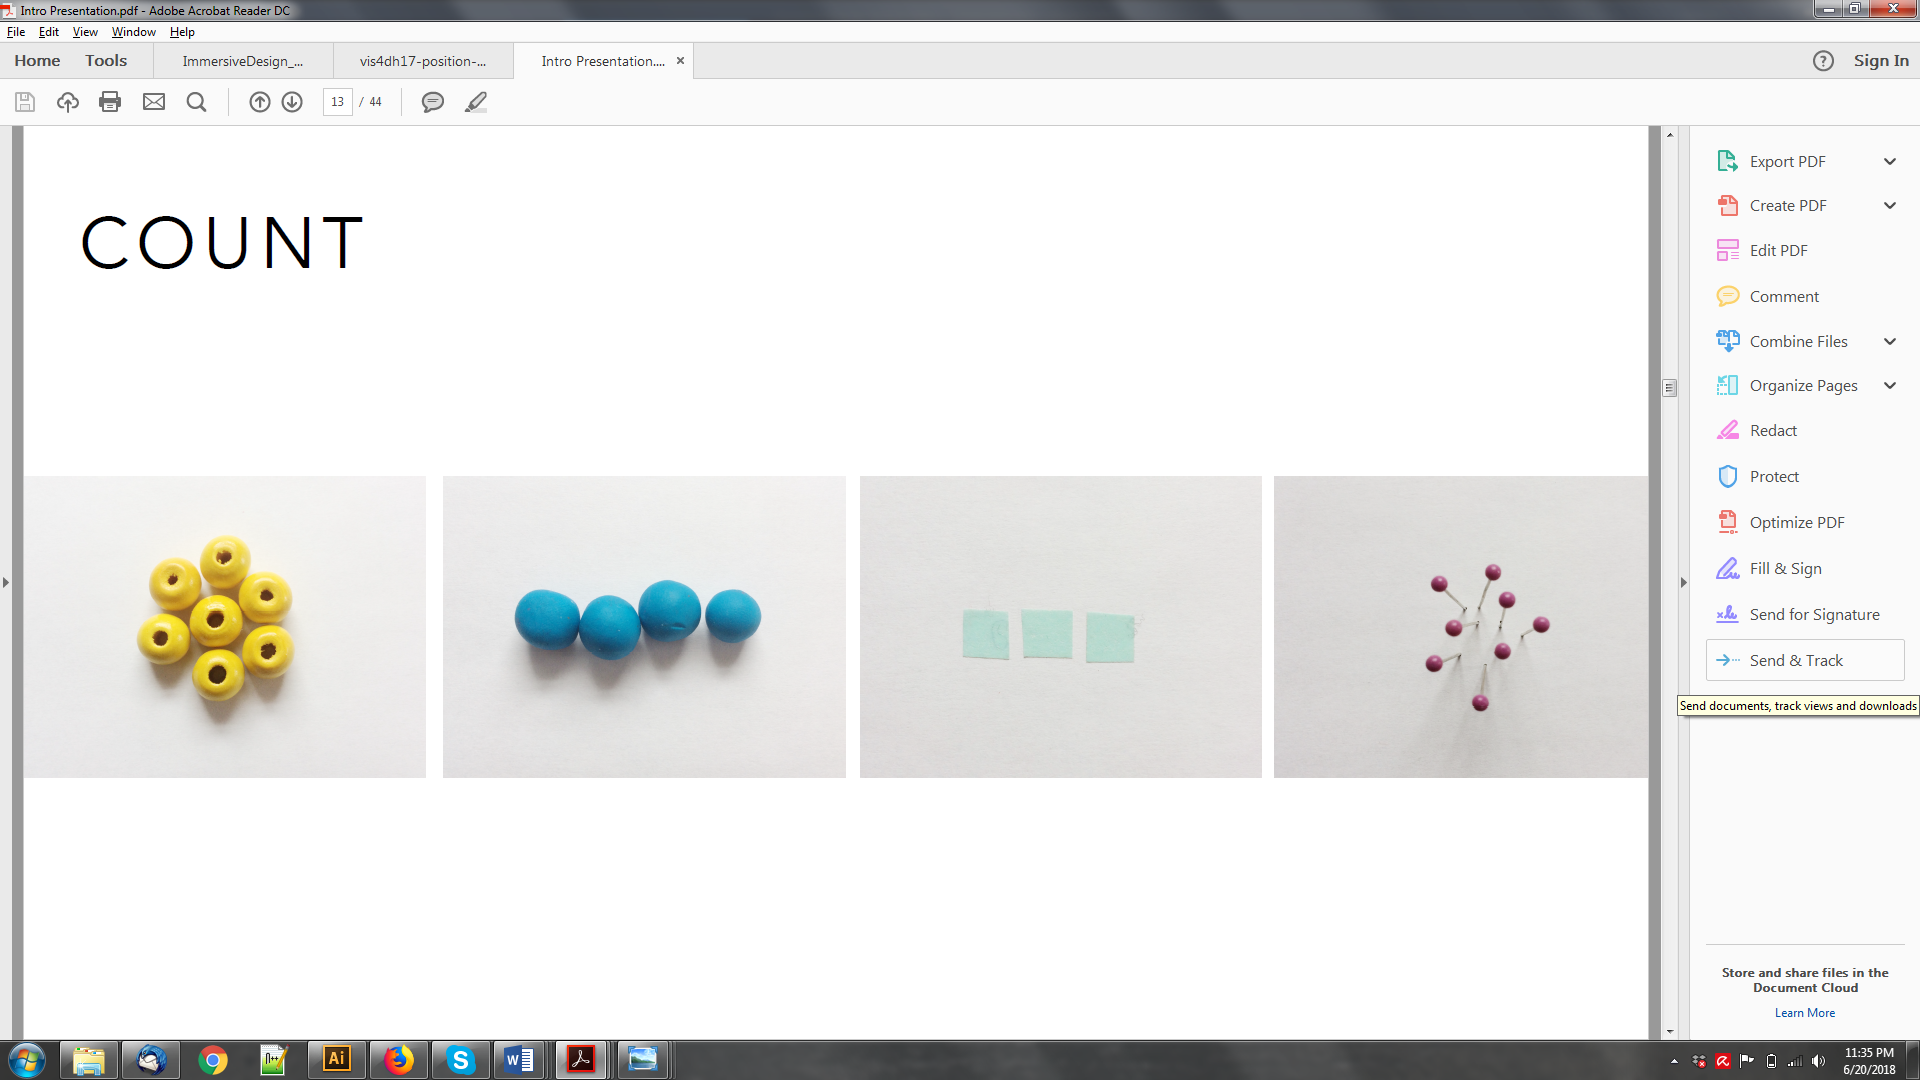 Intro Presentation.pdf - Adobe Acrobat Reader DC
File Edit View Window Help
Home Tools ImmersiveDesign_... vis4dh17-position-... Intro Presentation.... × ? Sign In
13 / 44
COUNT
Export PDF
Create PDF
Edit PDF
Comment
Combine Files
Organize Pages
Redact
Protect
Optimize PDF
Fill & Sign
Send for Signature
Send & Track
Send documents, track views and downloads
Store and share files in the
Document Cloud
Learn More
Ai
11:35 PM
6/20/2018